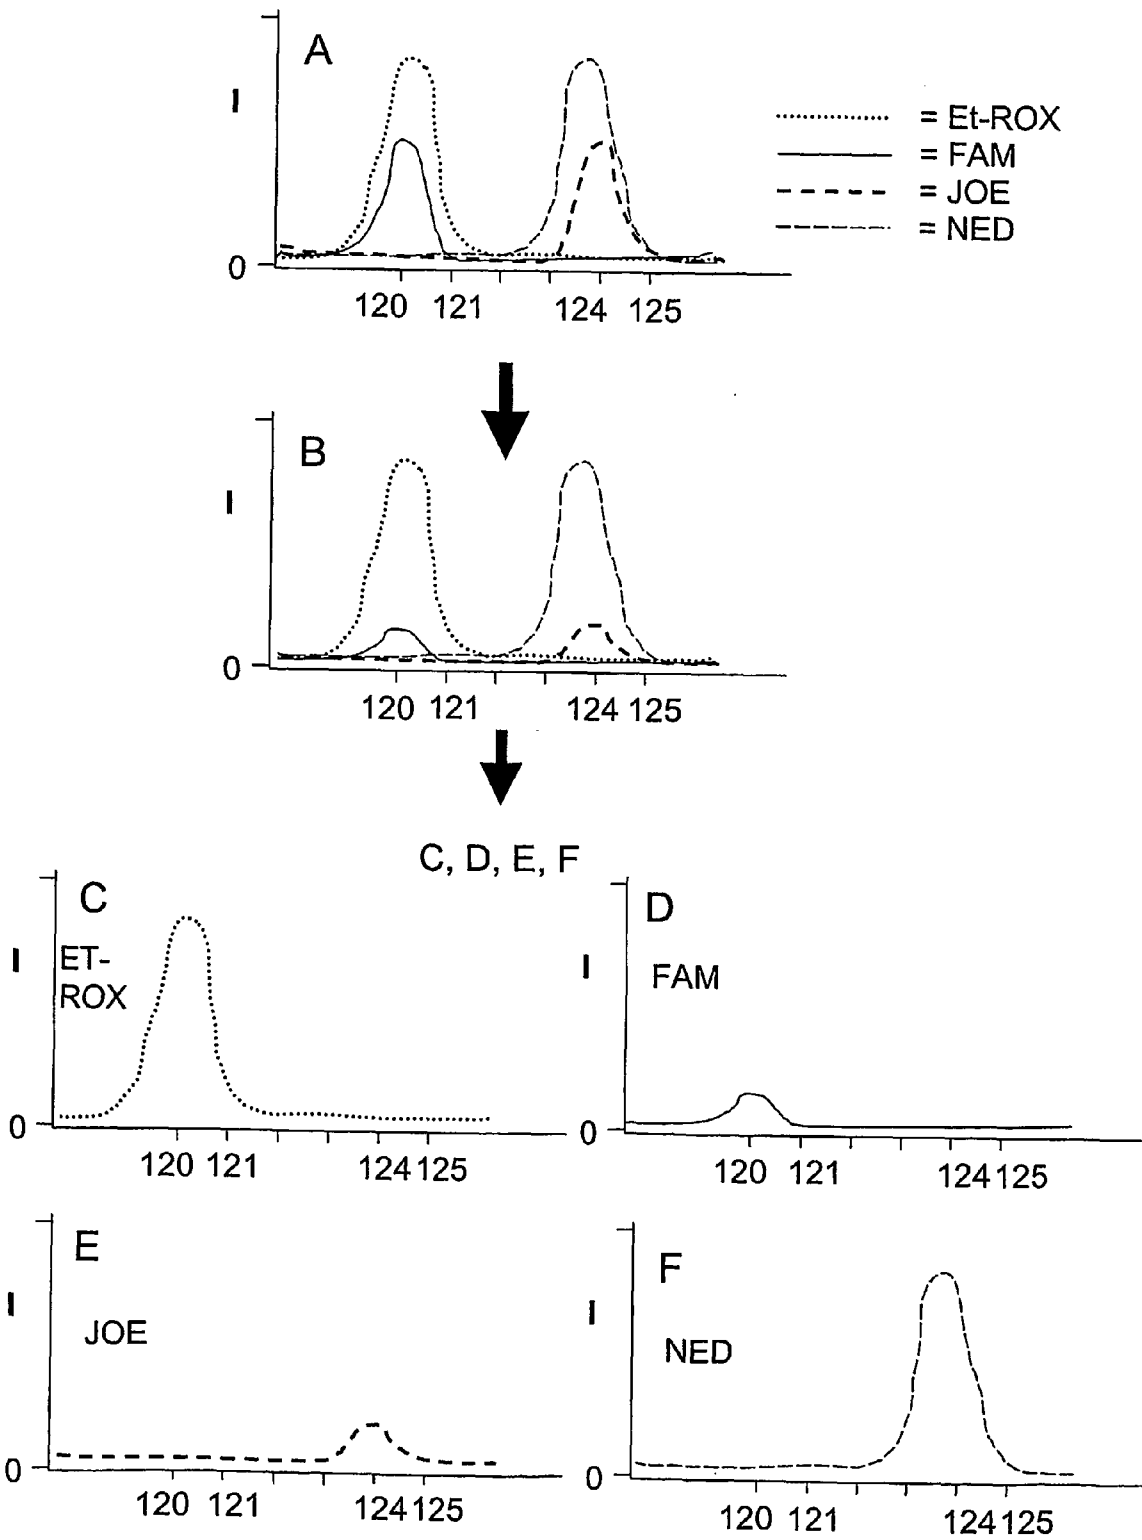 A
I
= Et-ROX
= FAM
= JOE
= NED
0
120 121 124 125
B
I
0
120 121 124 125
C, D, E, F
C
I
ET-
ROX
0
120 121 124 125
D
I
FAM
0
120 121 124 125
E
I
JOE
0
120 121 124 125
F
I
NED
0
120 121 124 125